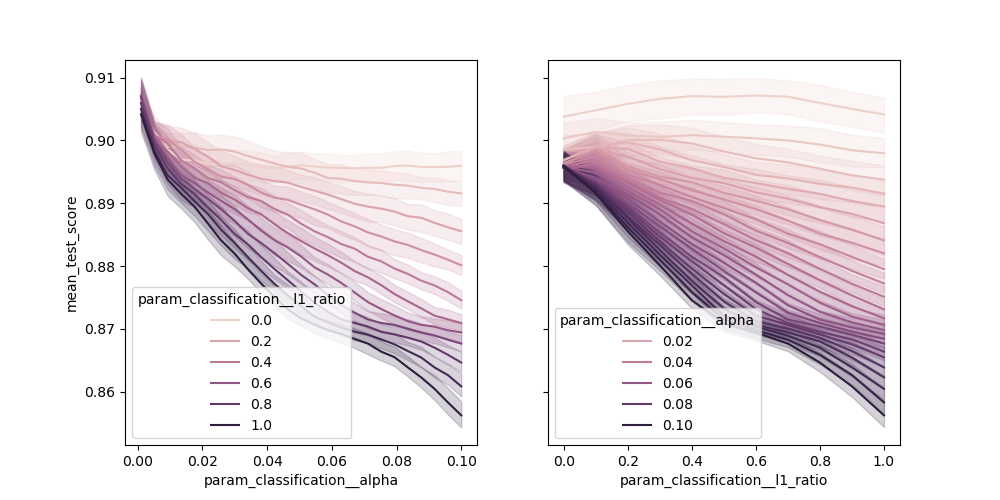 0.91
0.90
0.89
0.88
0.87
0.86
mean_test_score
param_classification__l1_ratio
0.0
0.2
0.4
0.6
0.8
1.0
0.00 0.02 0.04 0.06 0.08 0.10
param_classification__alpha
param_classification__alpha
0.02
0.04
0.06
0.08
0.10
0.0 0.2 0.4 0.6 0.8 1.0
param_classification__l1_ratio